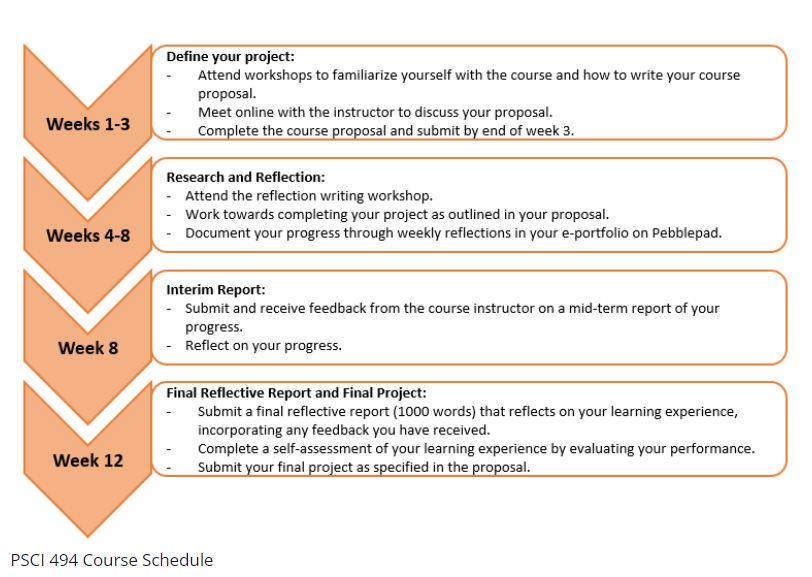 Define your project:
- Attend workshops to familiarize yourself with the course and how to write your course
proposal.
- Meet online with the instructor to discuss your proposal.
- Complete the course proposal and submit by end of week 3.
Weeks 1-3
Research and Reflection:
- Attend the reflection writing workshop.
- Work towards completing your project as outlined in your proposal.
- Document your progress through weekly reflections in your e-portfolio on Pebblepad.
Weeks 4-8
Interim Report:
- Submit and receive feedback from the course instructor on a mid-term report of your
progress.
- Reflect on your progress.
Week 8
Final Reflective Report and Final Project:
- Submit a final reflective report (1000 words) that reflects on your learning experience,
incorporating any feedback you have received.
- Complete a self-assessment of your learning experience by evaluating your performance.
- Submit your final project as specified in the proposal.
Week 12
PSCI 494 Course Schedule